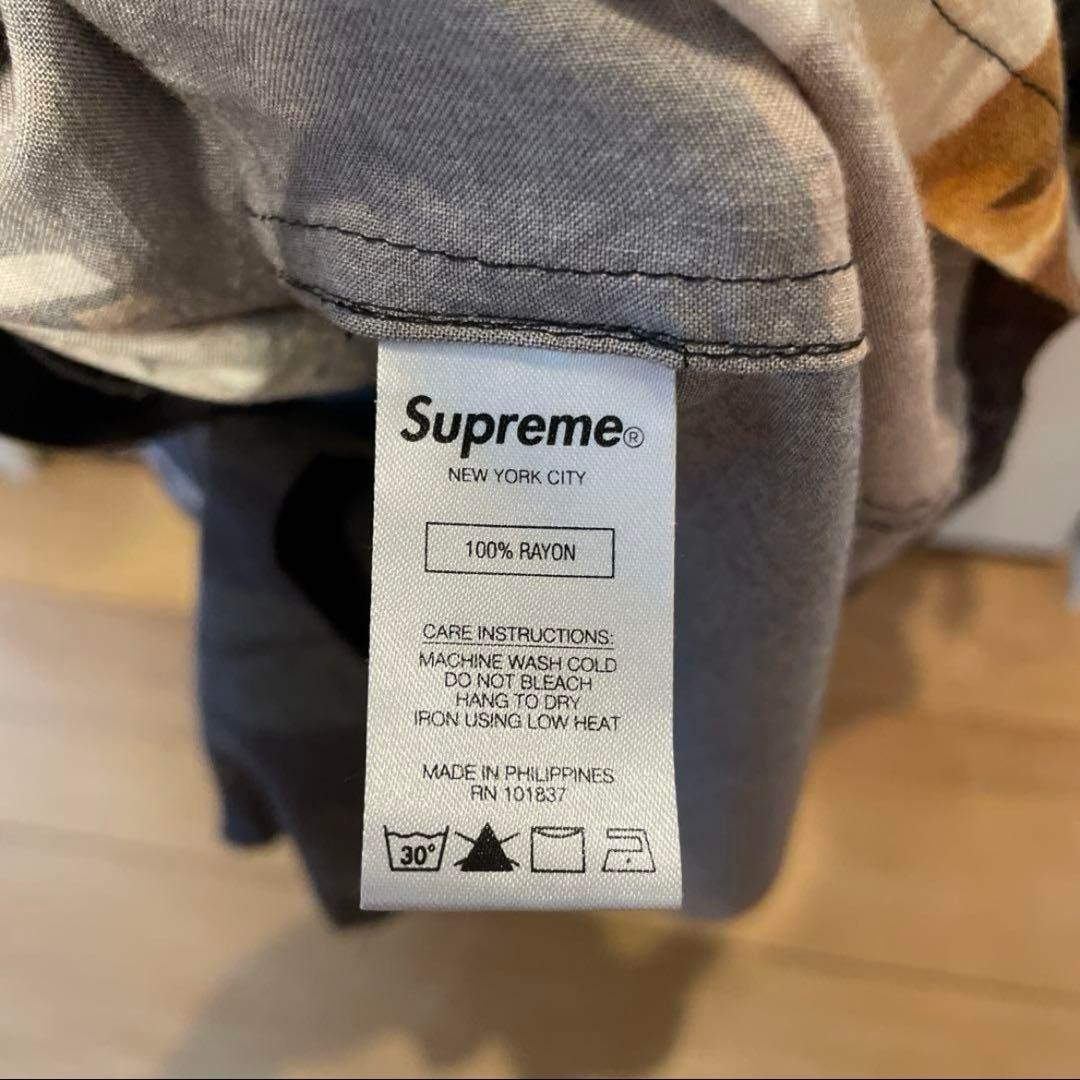 Supreme®
NEW YORK CITY
100% RAYON
CARE INSTRUCTIONS:
MACHINE WASH COLD
DO NOT BLEACH
HANG TO DRY
IRON USING LOW HEAT
MADE IN PHILIPPINES
RN 101837
30°